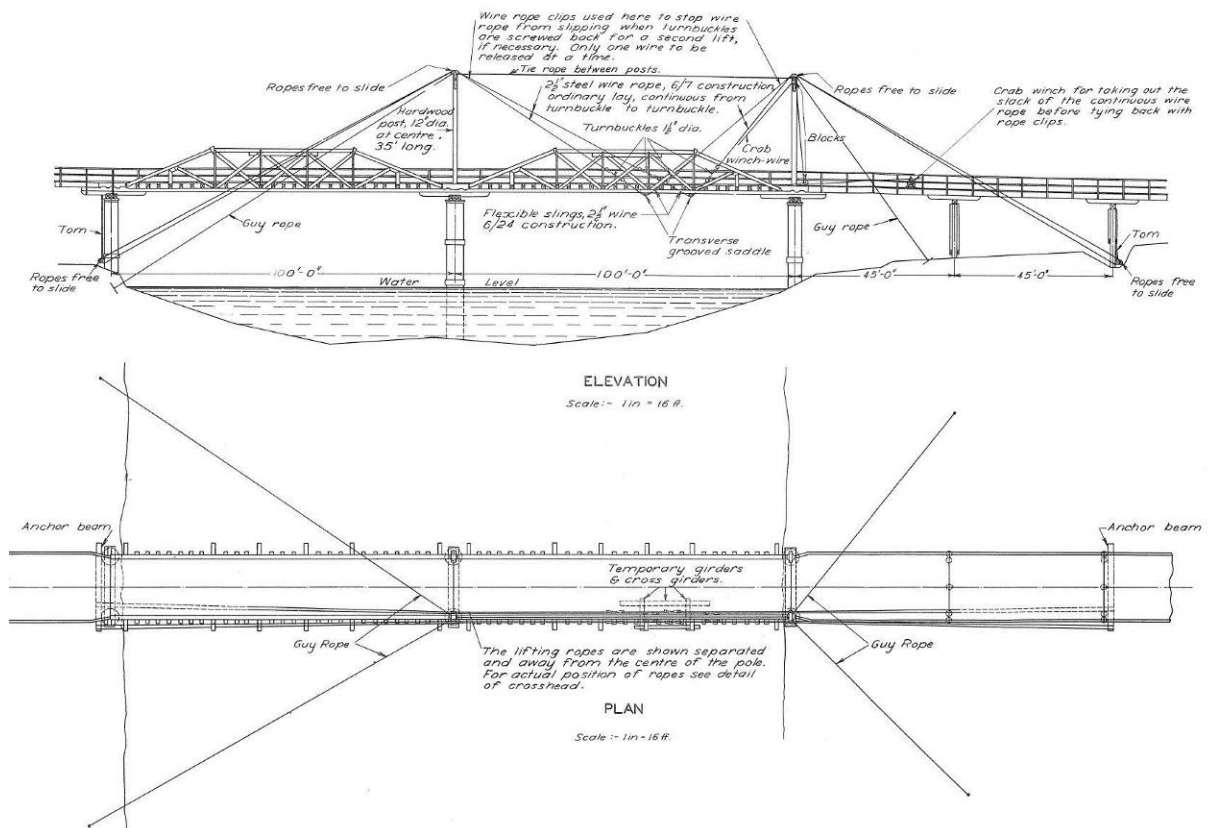 Wire rope clips used here to stop wire
rope from slipping when turnbuckles
are screwed back for a second lift,
if necessary. Only one wire to be
released at a time.
Tie rope between posts.
Ropes free to slide
2½" steel wire rope, 6/7 construction
ordinary lay, continuous from
turnbuckle to turnbuckle.
Ropes free to slide
Crab winch for taking out the
slack of the continuous wire
rope before tying back with
rope clips.
Hardwood
post, 12" dia.
at centre.
35' long.
Turnbuckles 1½" dia.
Blocks
Crab
winch-wire
Guy rope
Flexible slings, 2½" wire
6/24 construction.
Guy rope
Torn
Transverse
grooved saddle
Torn
Ropes free
to slide
100'-0"
100'-0"
45'-0"
45'-0"
Ropes free
to slide
Water Level
ELEVATION
Scale:- 1in = 16 ft.
Anchor beam
Anchor beam
Temporary girders
& cross girders.
Guy Rope
The lifting ropes are shown separated
and away from the centre of the pole.
For actual position of ropes see detail
of crosshead.
Guy Rope
PLAN
Scale:- 1in = 16 ft.